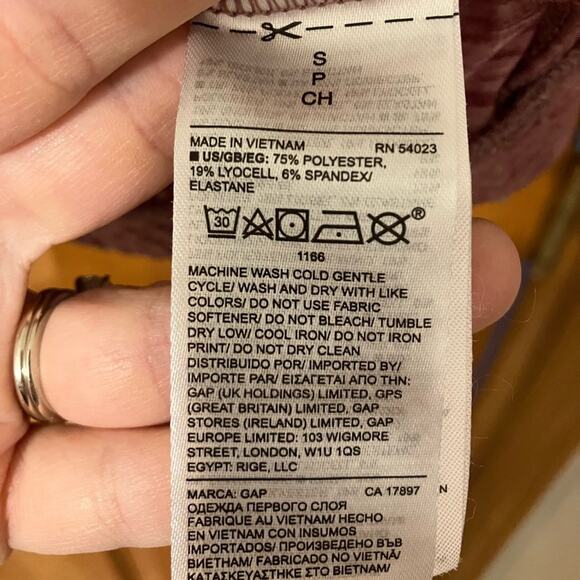 S
P
CH
MADE IN VIETNAM RN 54023
US/GB/EG: 75% POLYESTER,
19% LYOCELL, 6% SPANDEX/
ELASTANE
30 ®
1166
MACHINE WASH COLD GENTLE
CYCLE/ WASH AND DRY WITH LIKE
COLORS/ DO NOT USE FABRIC
SOFTENER/ DO NOT BLEACH/ TUMBLE
DRY LOW/ COOL IRON/ DO NOT IRON
PRINT/ DO NOT DRY CLEAN
DISTRIBUIDO POR/ IMPORTED BY/
IMPORTE PAR/ ΕΙΣΑΓΕΤΑΙ ΑΠΟ ΤΗΝ:
GAP (UK HOLDINGS) LIMITED, GPS
(GREAT BRITAIN) LIMITED, GAP
STORES (IRELAND) LIMITED, GAP
EUROPE LIMITED: 103 WIGMORE
STREET, LONDON, W1U 1QS
EGYPT: RIGE, LLC
MARCA: GAP CA 17897 N
ОДЕЖДА ПЕРВОГО СЛОЯ
FABRIQUE AU VIETNAM/ HECHO
EN VIETNAM CON INSUMOS
IMPORTADOS/ ПРОИЗВЕДЕНО ВЪВ
ВИЕТНАМ/ FABRICADO NO VIETNÃ/
ΚΑΤΑΣΚΕΥΑΣΤΗΚΕ ΣΤΟ ΒΙΕΤΝΑΜ/